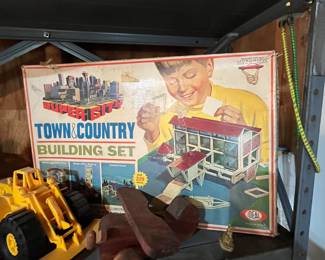 SUPER CITY
TOWN & COUNTRY
BUILDING SET
IDEAL